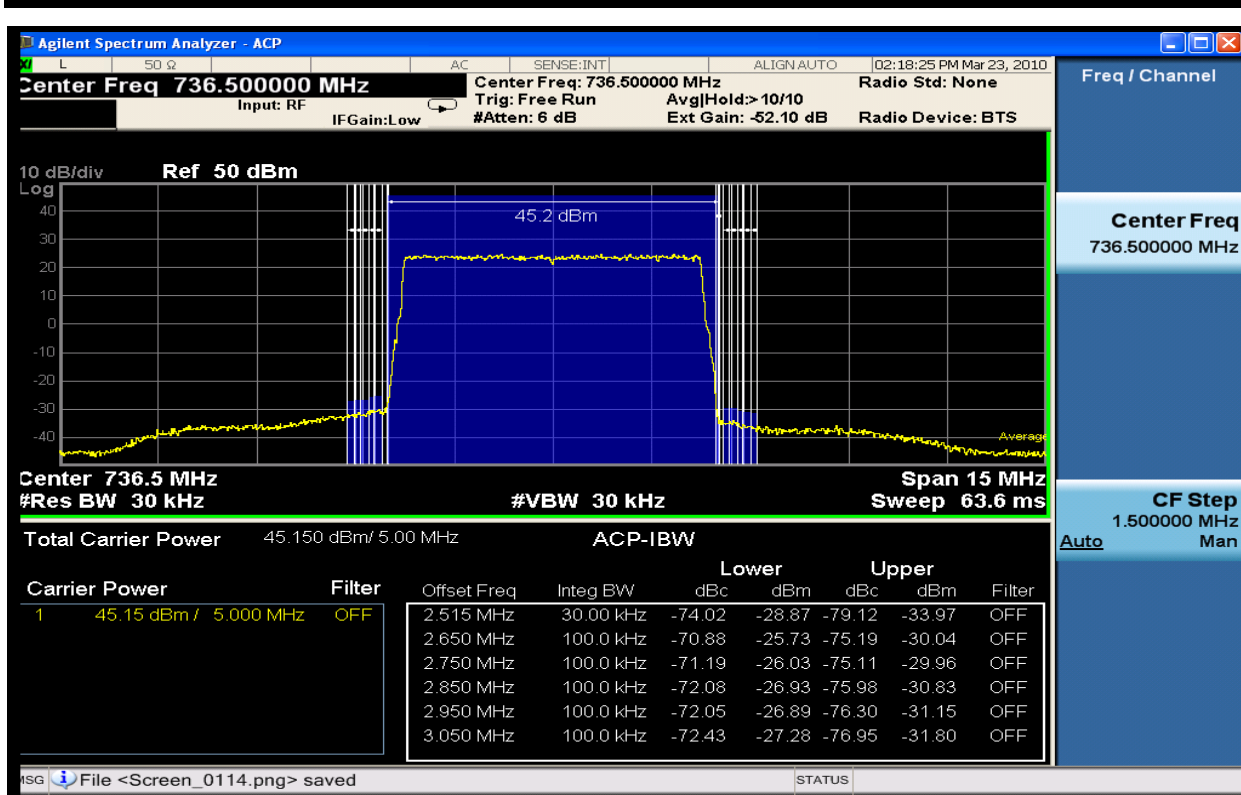 Agilent Spectrum Analyzer - ACP
L 50 Ω AC SENSE:INT ALIGN AUTO 02:18:25 PM Mar 23, 2010
Center Freq 736.500000 MHz
Input: RF
IFGain:Low
Center Freq: 736.500000 MHz
Trig: Free Run
#Atten: 6 dB
Avg|Hold:> 10/10
Ext Gain: -52.10 dB
Radio Std: None
Radio Device: BTS
Freq / Channel
10 dB/div Ref 50 dBm
Log
40
30
20
10
0
-10
-20
-30
-40
45.2 dBm
Average
Center Freq
736.500000 MHz
Center 736.5 MHz Span 15 MHz
#Res BW 30 kHz #VBW 30 kHz Sweep 63.6 ms
CF Step
1.500000 MHz
Auto Man
Total Carrier Power 45.150 dBm/ 5.00 MHz ACP-IBW
Carrier Power Filter
1 45.15 dBm / 5.000 MHz OFF
Lower Upper
Offset Freq Integ BW dBc dBm dBc dBm Filter
2.515 MHz 30.00 kHz -74.02 -28.87 -79.12 -33.97 OFF
2.650 MHz 100.0 kHz -70.88 -25.73 -75.19 -30.04 OFF
2.750 MHz 100.0 kHz -71.19 -26.03 -75.11 -29.96 OFF
2.850 MHz 100.0 kHz -72.08 -26.93 -75.98 -30.83 OFF
2.950 MHz 100.0 kHz -72.05 -26.89 -76.30 -31.15 OFF
3.050 MHz 100.0 kHz -72.43 -27.28 -76.95 -31.80 OFF
MSG File <Screen_0114.png> saved STATUS